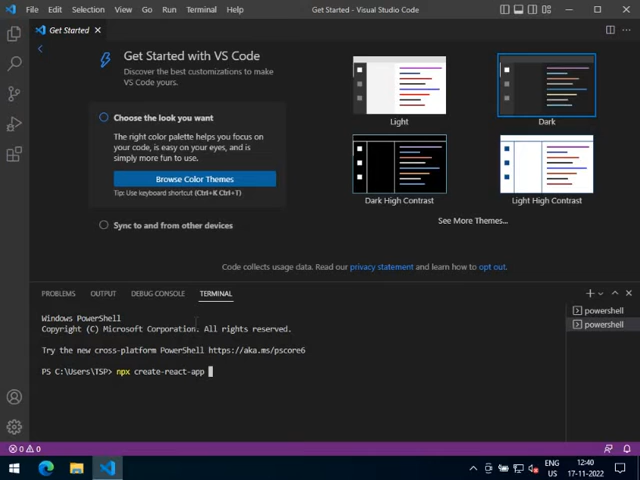 File Edit Selection View Go Run Terminal Help
Get Started - Visual Studio Code
Get Started
Get Started with VS Code
Discover the best customizations to make
VS Code yours.
Choose the look you want
The right color palette helps you focus on
your code, is easy on your eyes, and is
simply more fun to use.
Browse Color Themes
Tip: Use keyboard shortcut (Ctrl+K Ctrl+T)
Sync to and from other devices
Light
Dark
Dark High Contrast
Light High Contrast
See More Themes...
Code collects usage data. Read our privacy statement and learn how to opt out.
PROBLEMS OUTPUT DEBUG CONSOLE TERMINAL
Windows PowerShell
Copyright (C) Microsoft Corporation. All rights reserved.
Try the new cross-platform PowerShell https://aka.ms/pscore6
PS C:\Users\TSP> npx create-react-app
powershell
powershell
0 0
ENG
US
12:40
17-11-2022